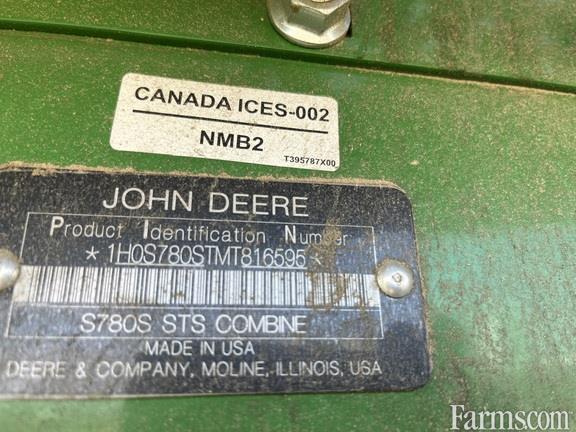 CANADA ICES-002
NMB2
T395787X00
JOHN DEERE
Product Identification Number
*1H0S780STMT816595*
S780S STS COMBINE
MADE IN USA
DEERE & COMPANY, MOLINE, ILLINOIS, USA
Farms.com